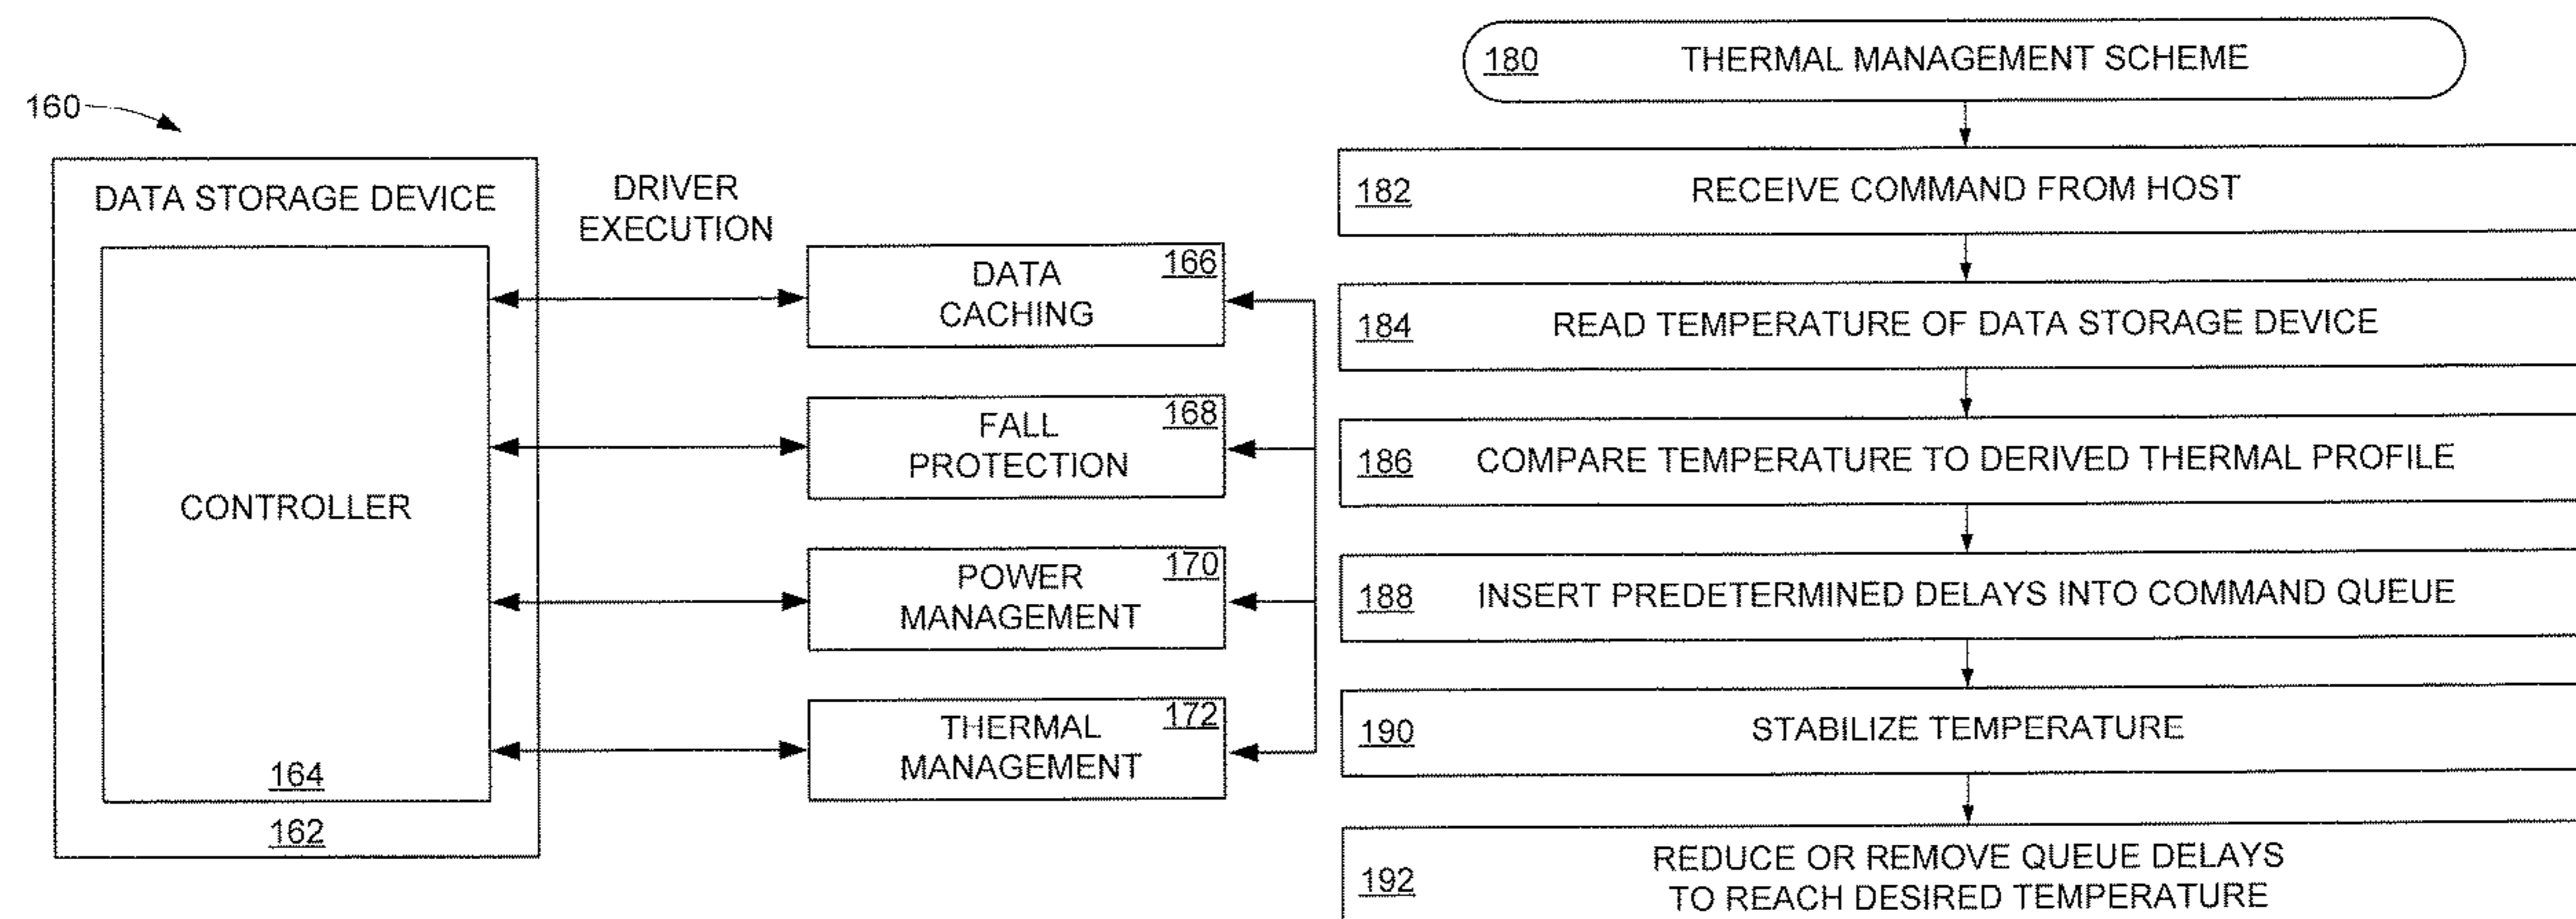 160
DATA STORAGE DEVICE
CONTROLLER
164
162
DRIVER
EXECUTION
166
DATA
CACHING
168
FALL
PROTECTION
170
POWER
MANAGEMENT
172
THERMAL
MANAGEMENT
180 THERMAL MANAGEMENT SCHEME
182 RECEIVE COMMAND FROM HOST
184 READ TEMPERATURE OF DATA STORAGE DEVICE
186 COMPARE TEMPERATURE TO DERIVED THERMAL PROFILE
188 INSERT PREDETERMINED DELAYS INTO COMMAND QUEUE
190 STABILIZE TEMPERATURE
192 REDUCE OR REMOVE QUEUE DELAYS
TO REACH DESIRED TEMPERATURE